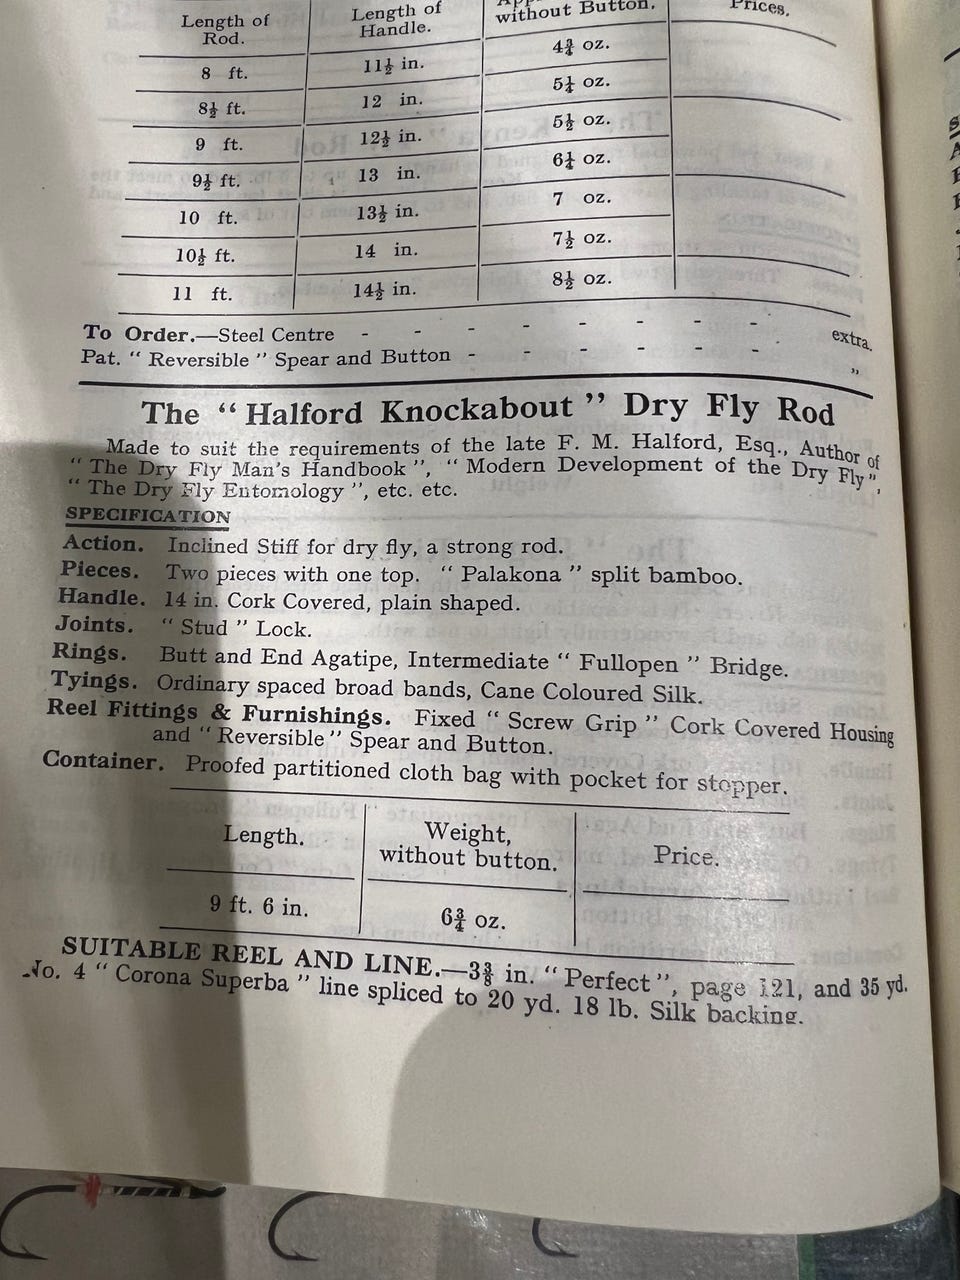 Length of Rod. Length of Handle. without Button. Prices.
8 ft. 11½ in. 4¾ oz.
8½ ft. 12 in. 5¼ oz.
9 ft. 12½ in. 5½ oz.
9½ ft. 13 in. 6¼ oz.
10 ft. 13½ in. 7 oz.
10½ ft. 14 in. 7½ oz.
11 ft. 14½ in. 8½ oz.
To Order.—Steel Centre - - - - - - - - extra.
Pat. “ Reversible ” Spear and Button - - - - - - ”
The “ Halford Knockabout ” Dry Fly Rod
Made to suit the requirements of the late F. M. Halford, Esq., Author of
“ The Dry Fly Man's Handbook ”, “ Modern Development of the Dry Fly”,
“ The Dry Fly Entomology ”, etc. etc.
SPECIFICATION
Action. Inclined Stiff for dry fly, a strong rod.
Pieces. Two pieces with one top. “ Palakona ” split bamboo.
Handle. 14 in. Cork Covered, plain shaped.
Joints. “ Stud ” Lock.
Rings. Butt and End Agatipe, Intermediate “ Fullopen ” Bridge.
Tyings. Ordinary spaced broad bands, Cane Coloured Silk.
Reel Fittings & Furnishings. Fixed “ Screw Grip ” Cork Covered Housing
and “ Reversible ” Spear and Button.
Container. Proofed partitioned cloth bag with pocket for stopper.
Length. Weight, without button. Price.
9 ft. 6 in. 6¾ oz.
SUITABLE REEL AND LINE.—3⅜ in. “ Perfect ”, page 121, and 35 yd.
No. 4 “ Corona Superba ” line spliced to 20 yd. 18 lb. Silk backing.